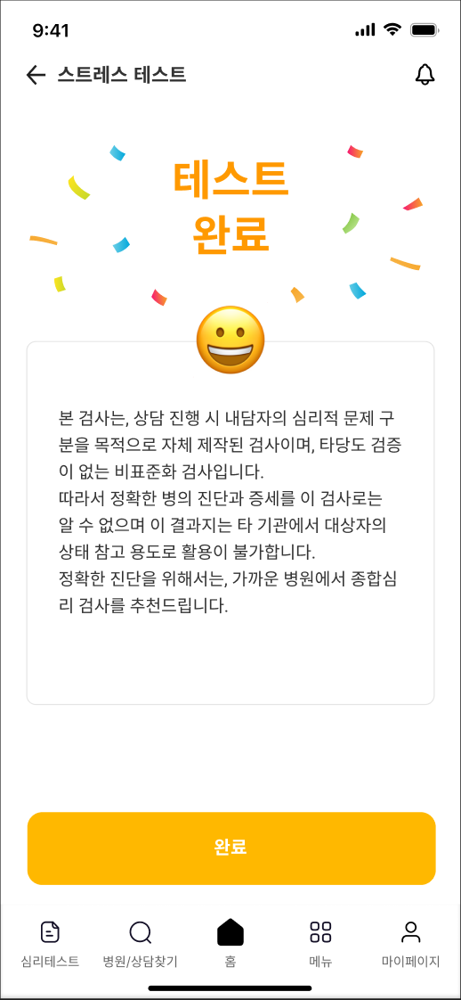 9:41
스트레스 테스트
테스트
완료
본 검사는, 상담 진행 시 내담자의 심리적 문제 구
분을 목적으로 자체 제작된 검사이며, 타당도 검증
이 없는 비표준화 검사입니다.
따라서 정확한 병의 진단과 증세를 이 검사로는
알 수 없으며 이 결과지는 타 기관에서 대상자의
상태 참고 용도로 활용이 불가합니다.
정확한 진단을 위해서는, 가까운 병원에서 종합심
리 검사를 추천드립니다.
완료
심리테스트 병원/상담찾기 홈 메뉴 마이페이지